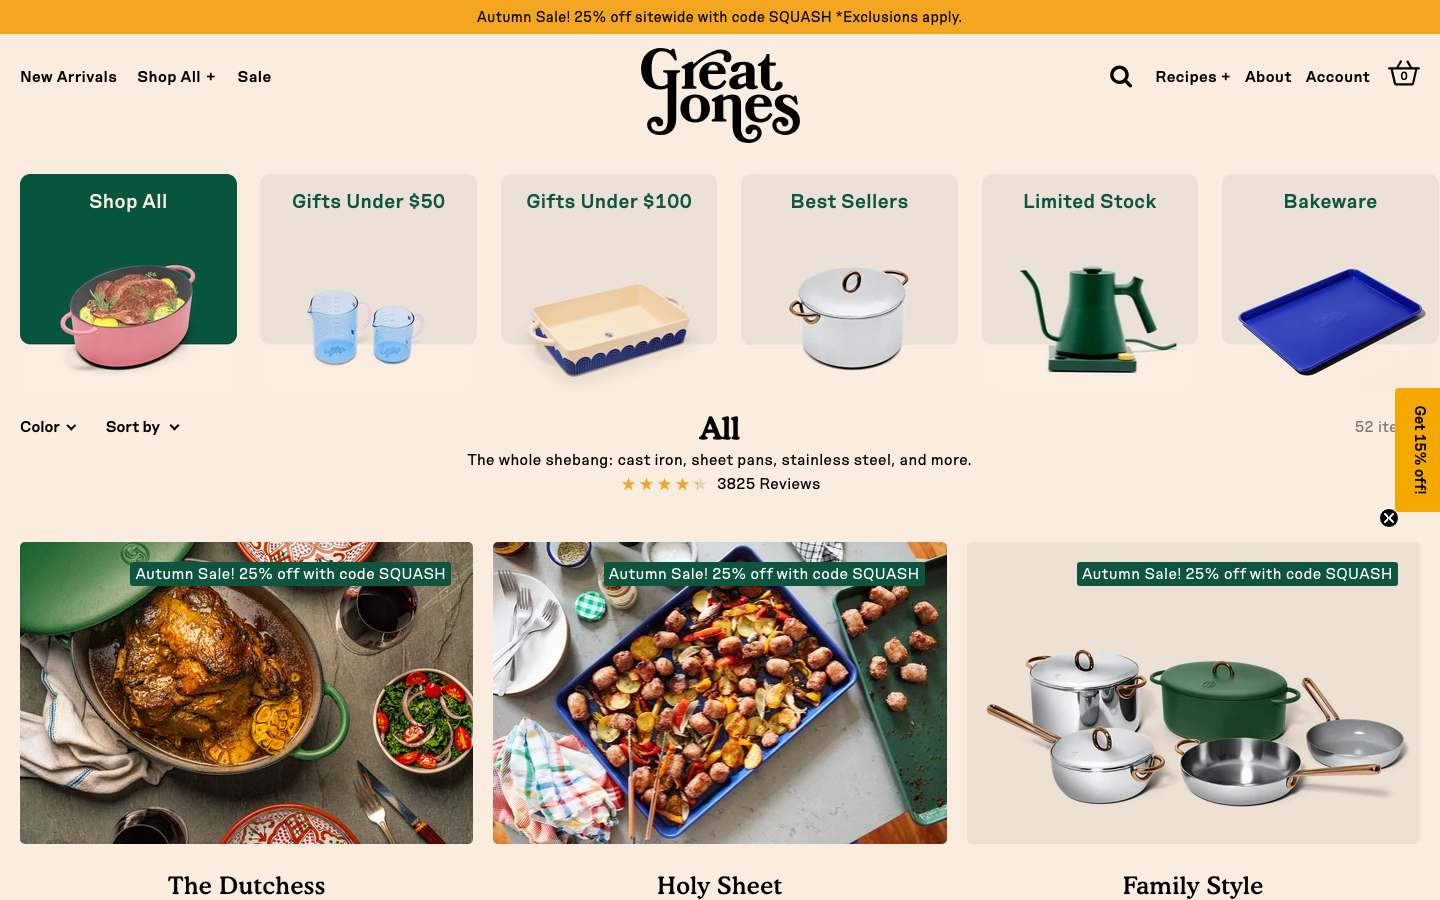 Autumn Sale! 25% off sitewide with code SQUASH *Exclusions apply.
New Arrivals
Shop All +
Sale
Great
Jones
Recipes +
About
Account
0
Shop All
Gifts Under $50
Gifts Under $100
Best Sellers
Limited Stock
Bakeware
Color
Sort by
All
52 ite
Get 15% off!
The whole shebang: cast iron, sheet pans, stainless steel, and more.
3825 Reviews
Autumn Sale! 25% off with code SQUASH
Autumn Sale! 25% off with code SQUASH
Autumn Sale! 25% off with code SQUASH
The Dutchess
Holy Sheet
Family Style